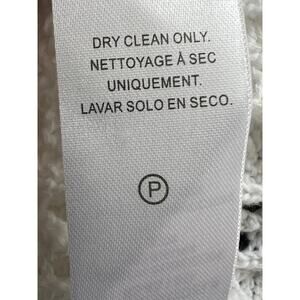 DRY CLEAN ONLY.
NETTOYAGE À SEC
UNIQUEMENT.
LAVAR SOLO EN SECO.
P